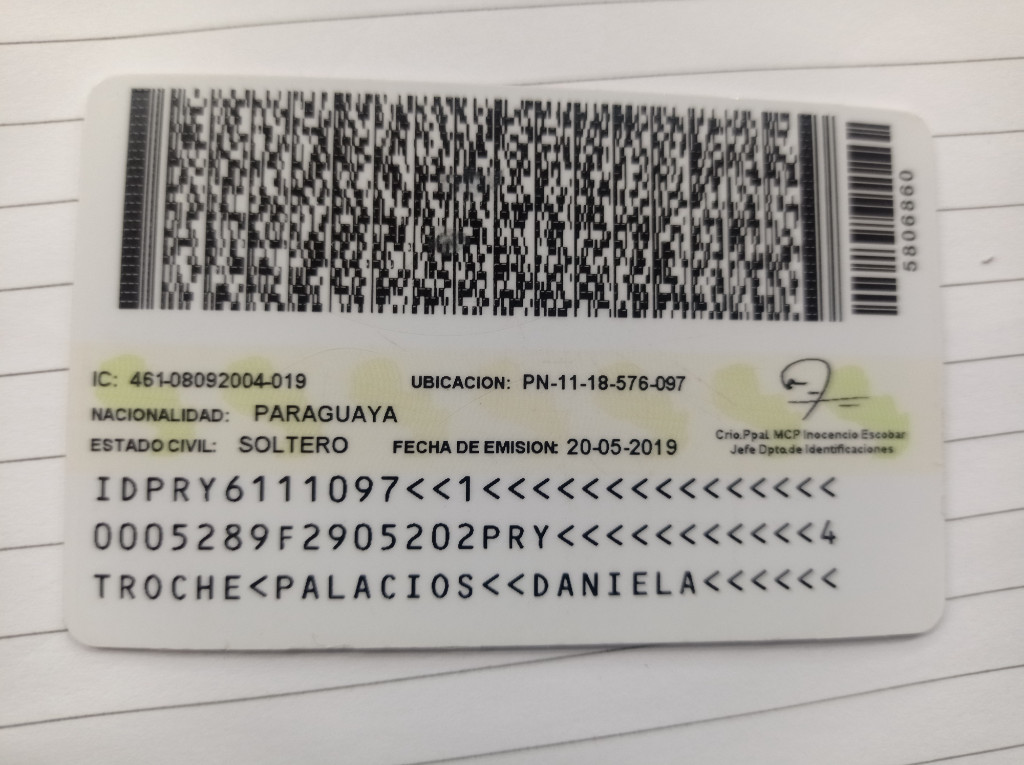 5806860
IC: 461-08092004-019 UBICACION: PN-11-18-576-097
NACIONALIDAD: PARAGUAYA
ESTADO CIVIL: SOLTERO FECHA DE EMISION: 20-05-2019
Crio.Ppal. MCP Inocencio Escobar
Jefe Dpto.de Identificaciones
IDPRY6111097<<1<<<<<<<<<<<<<<<
0005289F2905202PRY<<<<<<<<<<<4
TROCHE<PALACIOS<<DANIELA<<<<<<